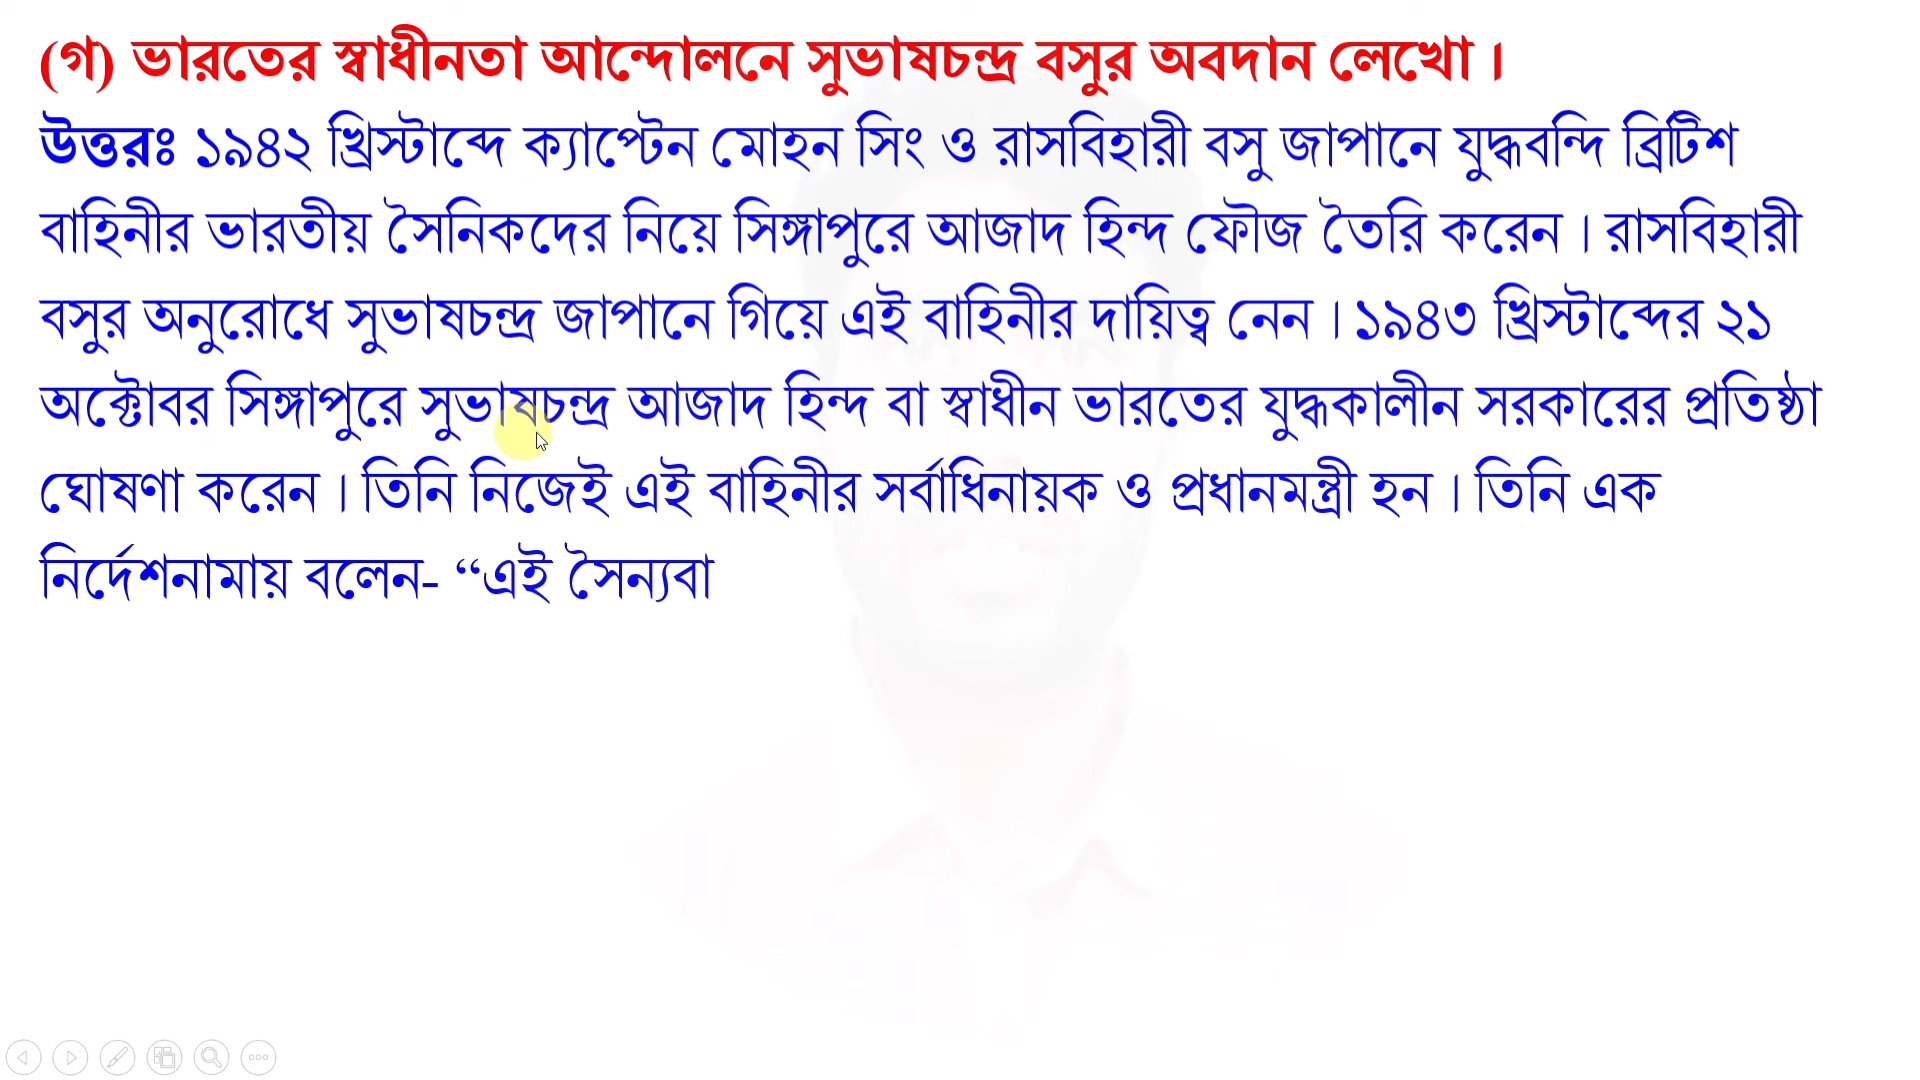 (গ) ভারতের স্বাধীনতা আন্দোলনে সুভাষচন্দ্র বসুর অবদান লেখো।
উত্তরঃ ১৯৪২ খ্রিস্টাব্দে ক্যাপ্টেন মোহন সিং ও রাসবিহারী বসু জাপানে যুদ্ধবন্দি ব্রিটিশ
বাহিনীর ভারতীয় সৈনিকদের নিয়ে সিঙ্গাপুরে আজাদ হিন্দ ফৌজ তৈরি করেন। রাসবিহারী
বসুর অনুরোধে সুভাষচন্দ্র জাপানে গিয়ে এই বাহিনীর দায়িত্ব নেন। ১৯৪৩ খ্রিস্টাব্দের ২১
অক্টোবর সিঙ্গাপুরে সুভাষচন্দ্র আজাদ হিন্দ বা স্বাধীন ভারতের যুদ্ধকালীন সরকারের প্রতিষ্ঠা
ঘোষণা করেন। তিনি নিজেই এই বাহিনীর সর্বাধিনায়ক ও প্রধানমন্ত্রী হন। তিনি এক
নির্দেশনামায় বলেন- “এই সৈন্যবা